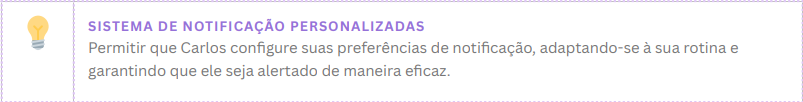 SISTEMA DE NOTIFICAÇÃO PERSONALIZADAS
Permitir que Carlos configure suas preferências de notificação, adaptando-se à sua rotina e
garantindo que ele seja alertado de maneira eficaz.